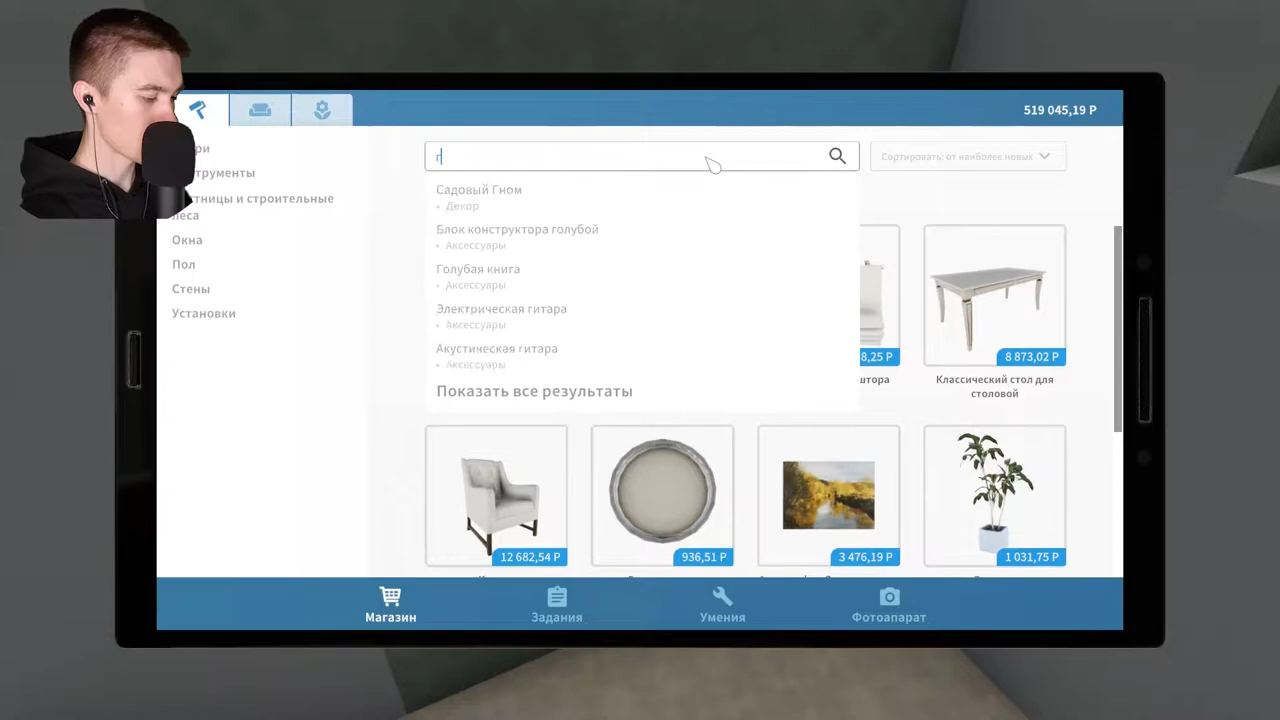 519 045,19 Р
г
Сортировать: от наиболее новых
трументы
тницы и строительные
леса
Окна
Пол
Стены
Установки
Садовый Гном
• Декор
Блок конструктора голубой
• Аксессуары
Голубая книга
• Аксессуары
Электрическая гитара
• Аксессуары
Акустическая гитара
• Аксессуары
Показать все результаты
8,25 Р
8 873,02 Р
штора
Классический стол для
столовой
12 682,54 Р
936,51 Р
3 476,19 Р
1 031,75 Р
Магазин
Задания
Умения
Фотоаппарат